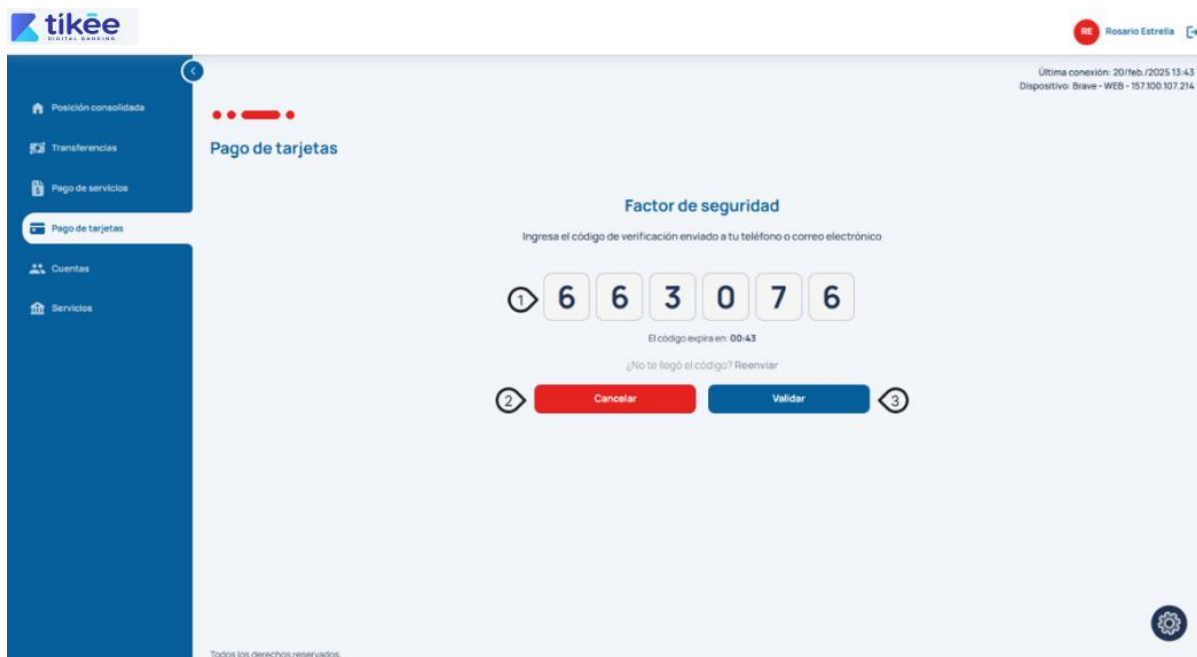 tikēe
DIGITAL BANKING
RE Rosario Estrella
Última conexión: 20/feb./2025 13:43
Dispositivo: Brave - WEB - 157.100.107.214
Posición consolidada
Transferencias
Pago de servicios
Pago de tarjetas
Cuentas
Servicios
Pago de tarjetas
Factor de seguridad
Ingresa el código de verificación enviado a tu teléfono o correo electrónico
1 6 6 3 0 7 6
El código expira en: 00:43
¿No te llegó el código? Reenviar
2 Cancelar Validar 3
Todos los derechos reservados.